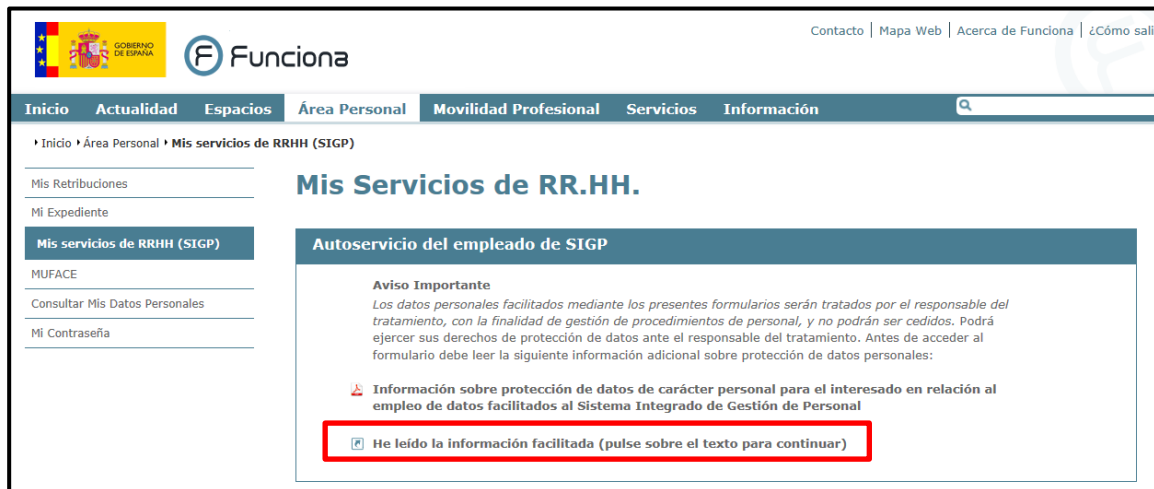 GOBIERNO
DE ESPAÑA
Funciona
Contacto | Mapa Web | Acerca de Funciona | ¿Cómo sali
Inicio Actualidad Espacios Área Personal Movilidad Profesional Servicios Información
Inicio Área Personal Mis servicios de RRHH (SIGP)
Mis Retribuciones
Mi Expediente
Mis servicios de RRHH (SIGP)
MUFACE
Consultar Mis Datos Personales
Mi Contraseña
Mis Servicios de RR.HH.
Autoservicio del empleado de SIGP
Aviso Importante
Los datos personales facilitados mediante los presentes formularios serán tratados por el responsable del
tratamiento, con la finalidad de gestión de procedimientos de personal, y no podrán ser cedidos. Podrá
ejercer sus derechos de protección de datos ante el responsable del tratamiento. Antes de acceder al
formulario debe leer la siguiente información adicional sobre protección de datos personales:
Información sobre protección de datos de carácter personal para el interesado en relación al
empleo de datos facilitados al Sistema Integrado de Gestión de Personal
He leído la información facilitada (pulse sobre el texto para continuar)